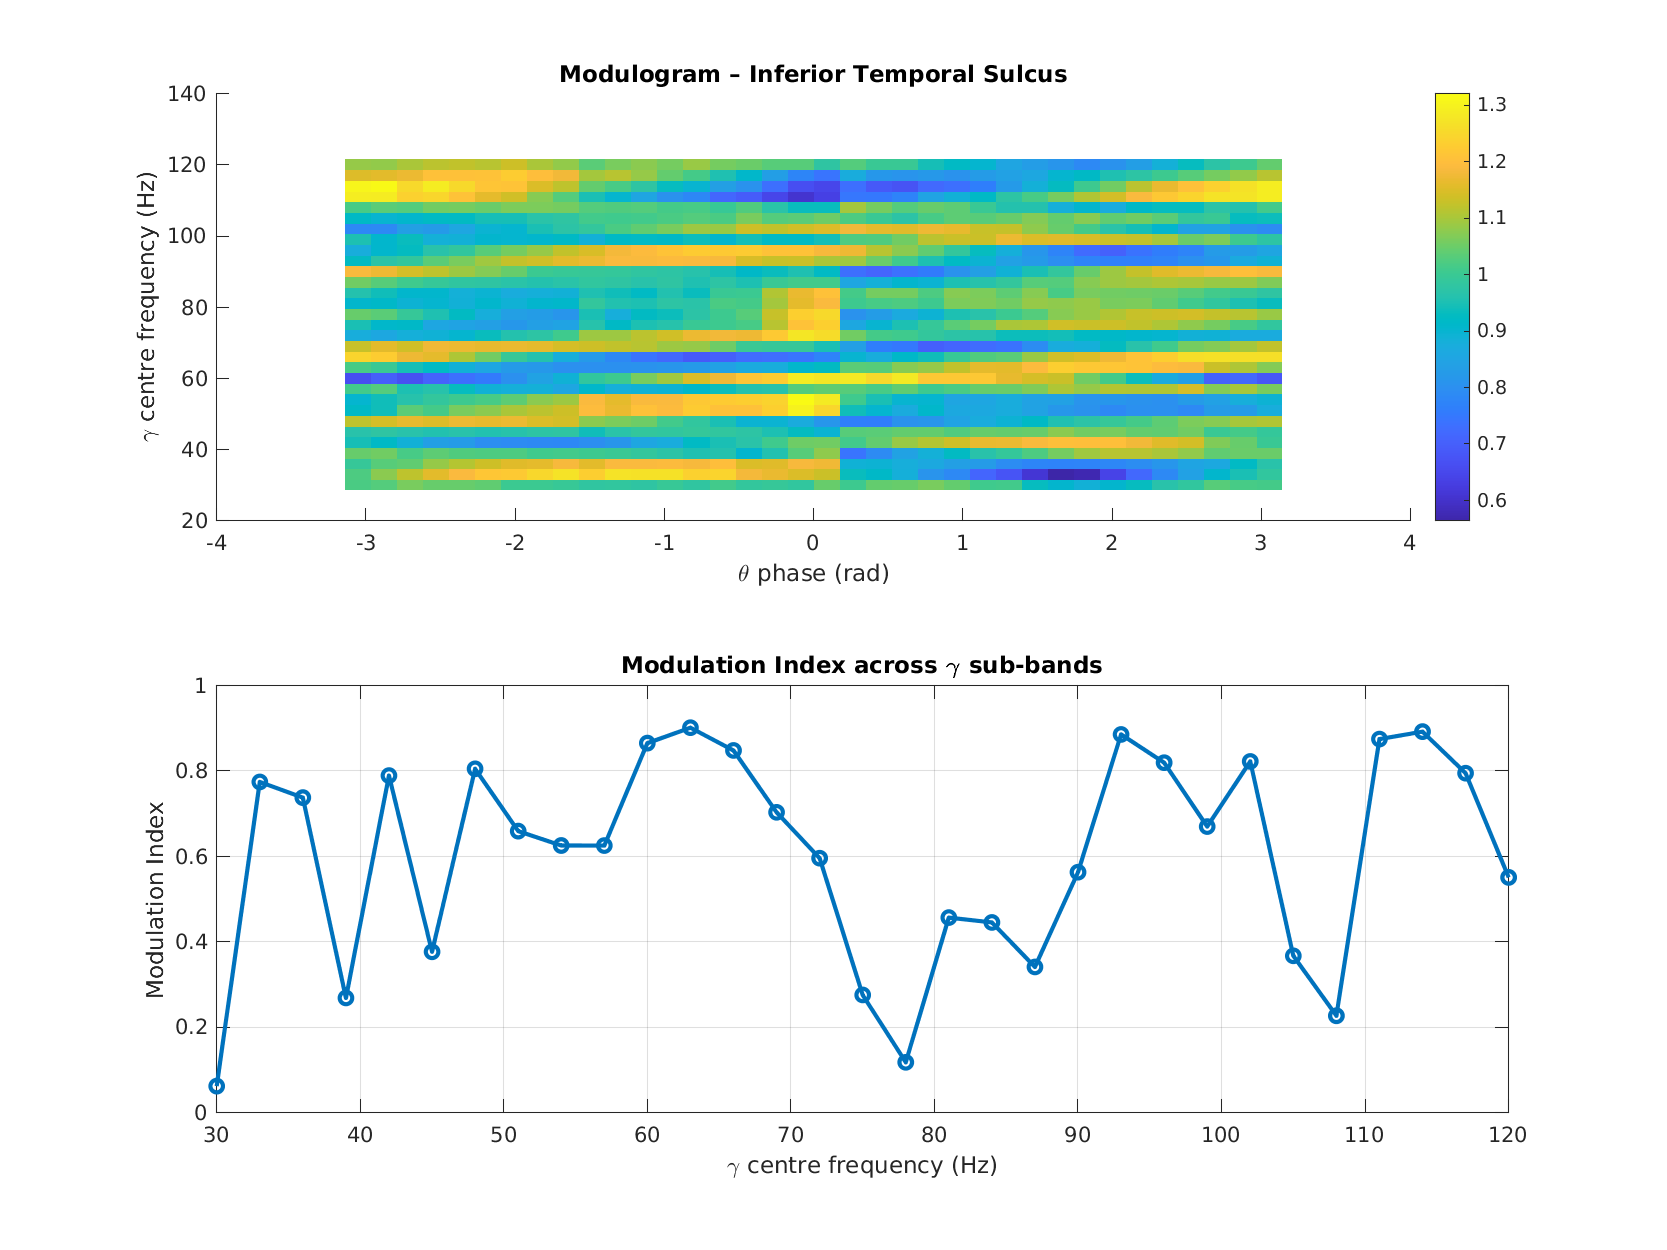 Modulogram – Inferior Temporal Sulcus
140
120
100
80
60
40
20
γ centre frequency (Hz)
-4 -3 -2 -1 0 1 2 3 4
θ phase (rad)
1.3
1.2
1.1
1
0.9
0.8
0.7
0.6
Modulation Index across γ sub-bands
1
0.8
0.6
0.4
0.2
0
Modulation Index
30 40 50 60 70 80 90 100 110 120
γ centre frequency (Hz)